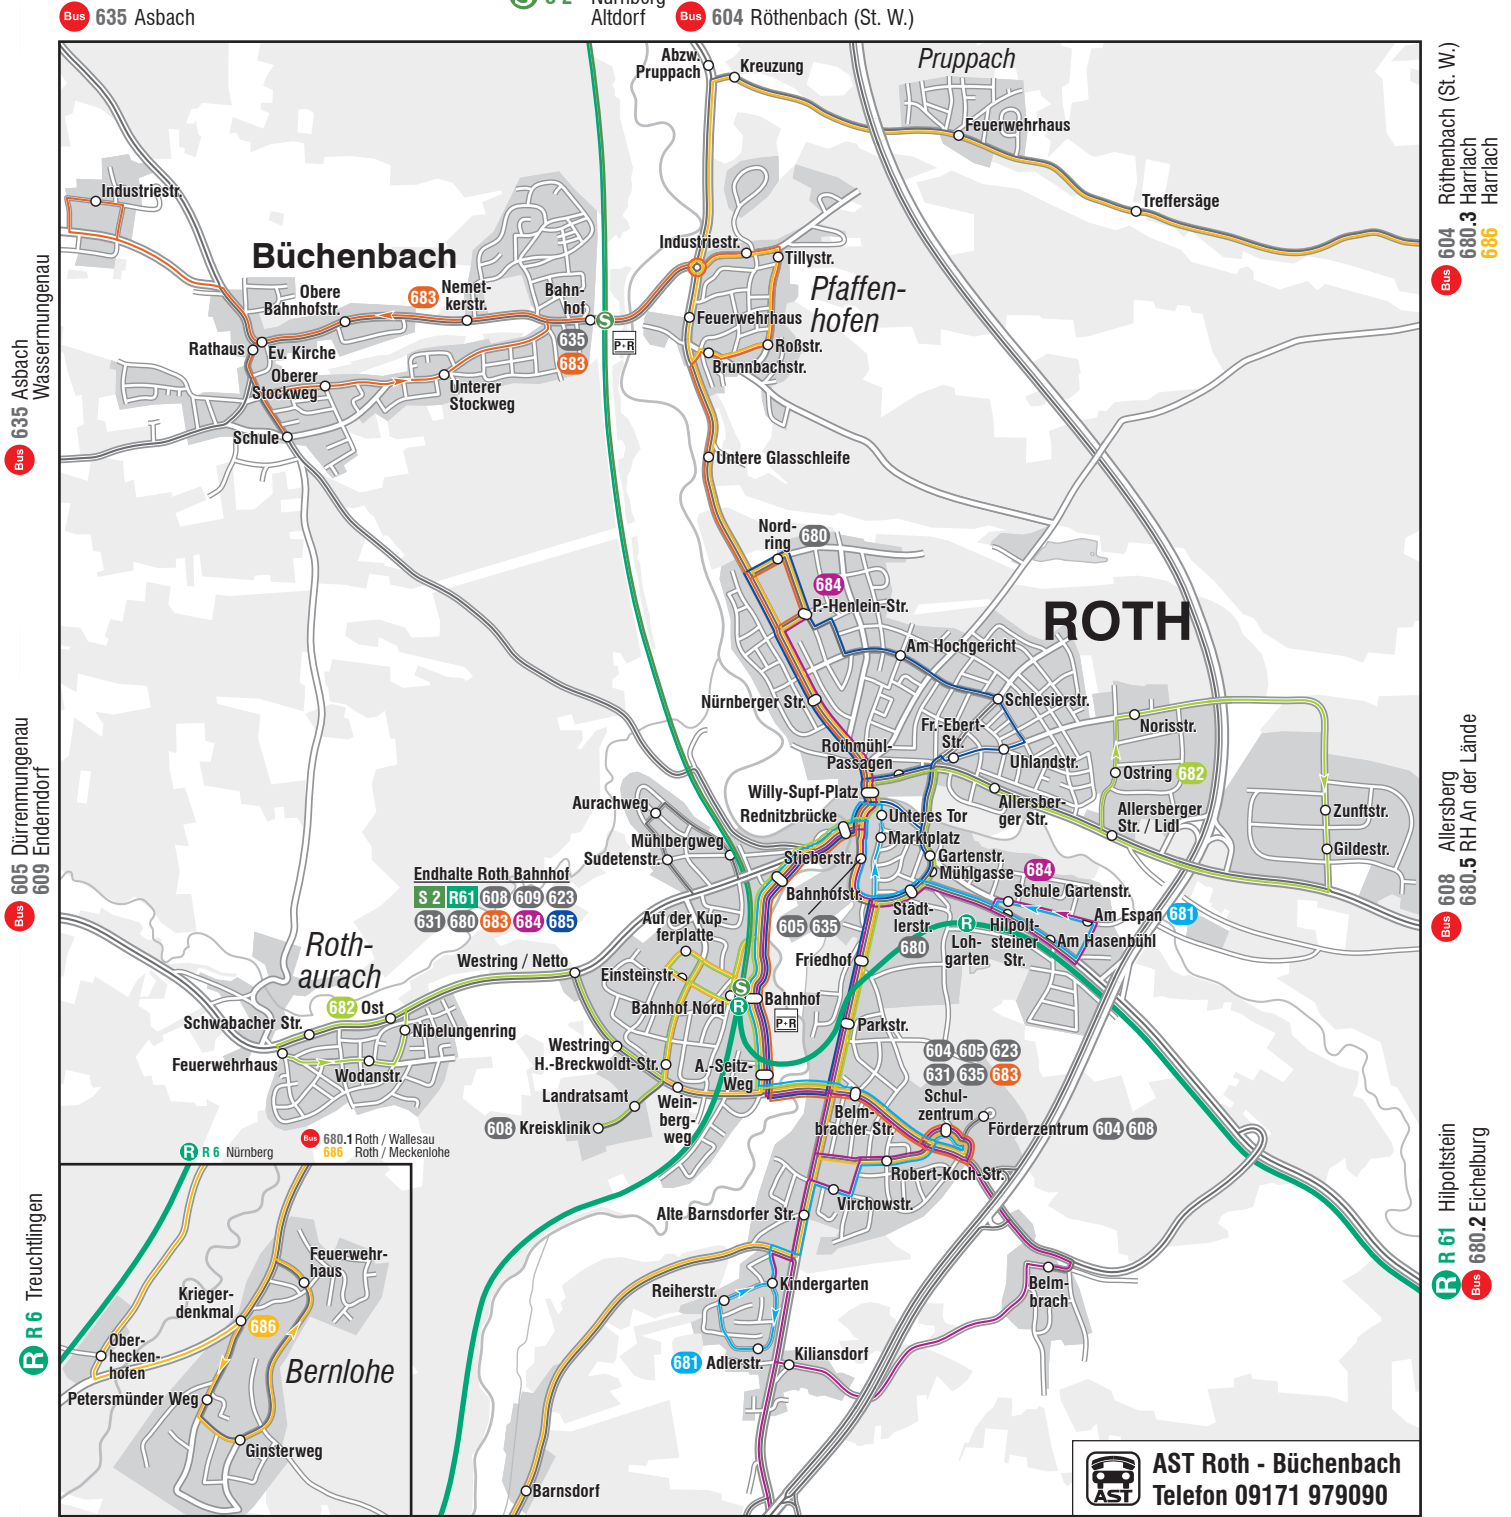 Bus 635 Asbach
S S 2 Nürnberg
Altdorf
Bus 604 Röthenbach (St. W.)
Abzw.
Pruppach
Kreuzung
Pruppach
Feuerwehrhaus
Treffersäge
Industriestr.
Büchenbach
Obere
Bahnhofstr.
683
Nemet-
kerstr.
Bahn-
hof
S
635
683
P+R
Rathaus
Ev. Kirche
Oberer
Stockweg
Unterer
Stockweg
Schule
Industriestr.
Tillystr.
Pfaffen-
hofen
Feuerwehrhaus
Roßstr.
Brunnbachstr.
Untere Glasschleife
Nord-
ring
680
684
P.-Henlein-Str.
ROTH
Am Hochgericht
Nürnberger Str.
Schlesierstr.
Fr.-Ebert-
Str.
Norisstr.
Rothmühl-
Passagen
Uhlandstr.
Ostring 682
Willy-Supf-Platz
Allersber-
ger Str.
Allersberger
Str. / Lidl
Zunftstr.
Gildestr.
Aurachweg
Rednitzbrücke
Unteres Tor
Marktplatz
Mühlbergweg
Sudetenstr.
Stieberstr.
Gartenstr.
Mühlgasse
684
Schule Gartenstr.
Bahnhofstr.
605 635
Städt-
lerstr.
680
R
Loh-
garten
Hilpolt-
steiner
Str.
Am Espan 681
Am Hasenbühl
Endhalte Roth Bahnhof
S 2 R61 608 609 623
631 680 683 684 685
Auf der Kup-
ferplatte
Roth-
aurach
Westring / Netto
Einsteinstr.
Friedhof
Bahnhof Nord
S
R
Bahnhof
P+R
682 Ost
Schwabacher Str.
Nibelungenring
Feuerwehrhaus
Wodanstr.
Parkstr.
Westring
H.-Breckwoldt-Str.
A.-Seitz-
Weg
604 605 623
631 635 683
Schul-
zentrum
Landratsamt
Wein-
berg-
weg
Belm-
bracher Str.
608 Kreisklinik
Förderzentrum 604 608
Robert-Koch-Str.
Virchowstr.
Alte Barnsdorfer Str.
Reiherstr.
Kindergarten
Belm-
brach
681 Adlerstr.
Kiliansdorf
Barnsdorf
R R 6 Nürnberg
Bus 680.1 Roth / Wallesau
686 Roth / Meckenlohe
Feuerwehr-
haus
Krieger-
denkmal
686
Ober-
hecken-
hofen
Bernlohe
Petersmünder Weg
Ginsterweg
AST
AST Roth - Büchenbach
Telefon 09171 979090
Bus 635 Asbach
Wassermungenau
Bus 605 Dürrenmungenau
609 Enderndorf
R R 6 Treuchtlingen
Bus 604 Röthenbach (St. W.)
680.3 Harrlach
686 Harrlach
Bus 608 Allersberg
680.5 RH An der Lände
R R 61 Hilpoltstein
Bus 680.2 Eichelburg